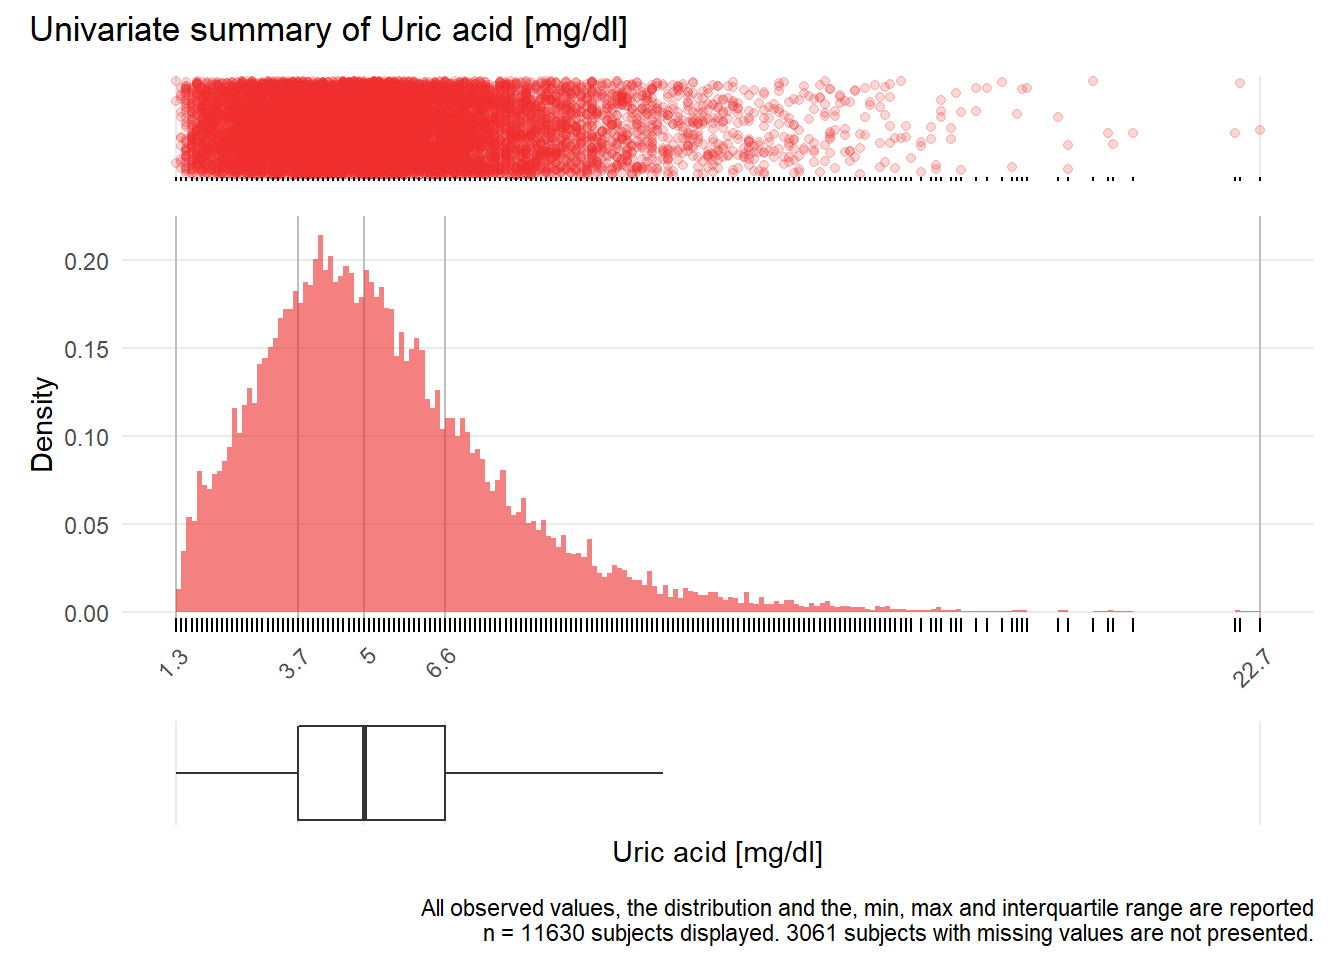 Univariate summary of Uric acid [mg/dl]
Density
0.20
0.15
0.10
0.05
0.00
1.3
3.7
5
6.6
22.7
Uric acid [mg/dl]
All observed values, the distribution and the, min, max and interquartile range are reported
n = 11630 subjects displayed. 3061 subjects with missing values are not presented.